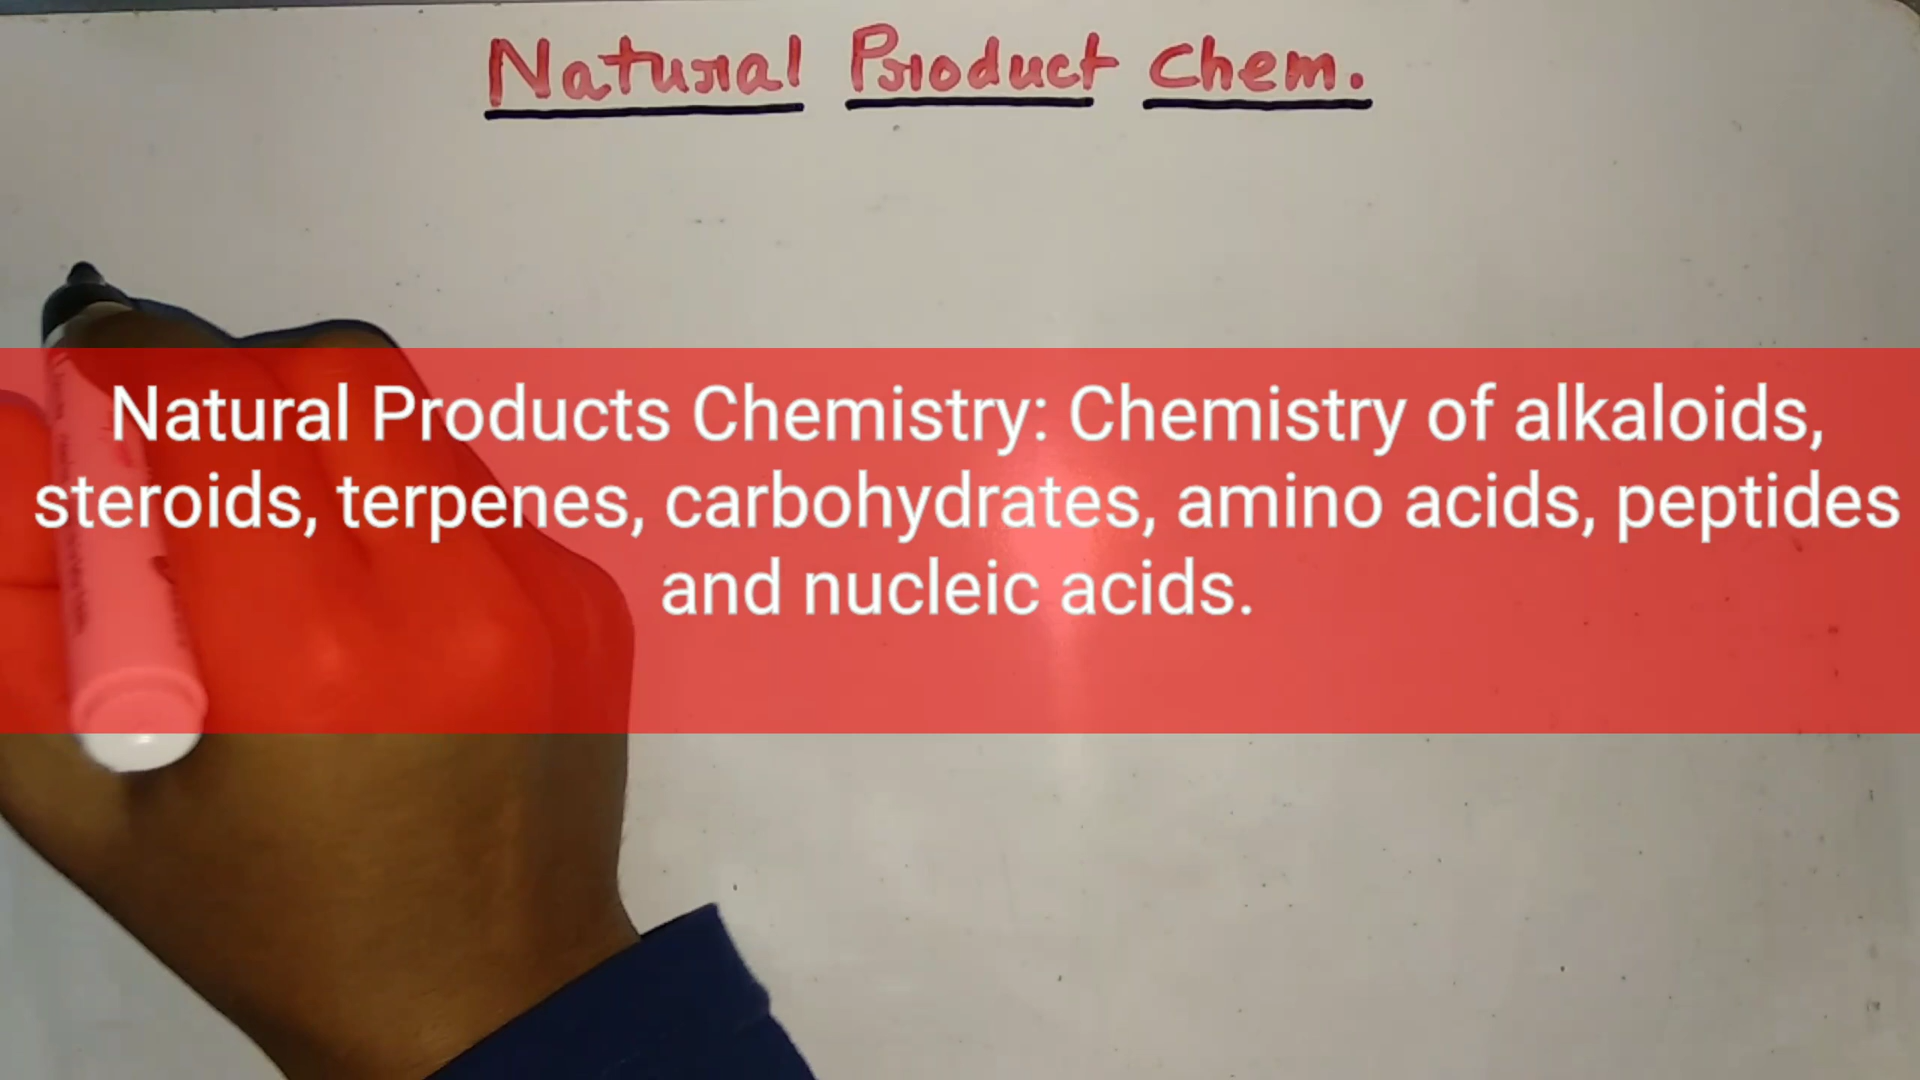 Natural Product Chem.
Natural Products Chemistry: Chemistry of alkaloids,
steroids, terpenes, carbohydrates, amino acids, peptides
and nucleic acids.